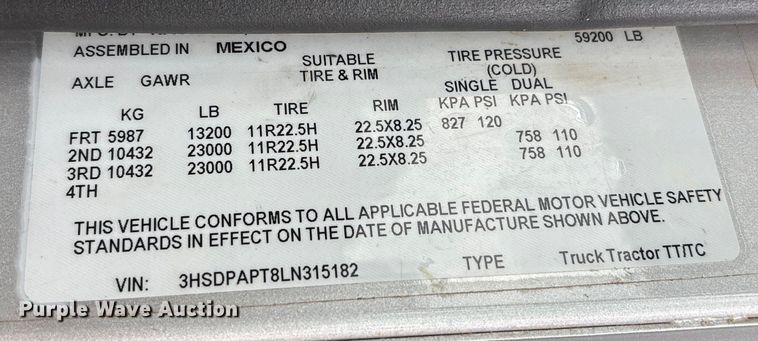 59200 LB
ASSEMBLED IN MEXICO
SUITABLE TIRE PRESSURE
AXLE GAWR TIRE & RIM (COLD)
SINGLE DUAL
KG LB TIRE RIM KPA PSI KPA PSI
FRT 5987 13200 11R22.5H 22.5X8.25 827 120
2ND 10432 23000 11R22.5H 22.5X8.25 758 110
3RD 10432 23000 11R22.5H 22.5X8.25 758 110
4TH
THIS VEHICLE CONFORMS TO ALL APPLICABLE FEDERAL MOTOR VEHICLE SAFETY
STANDARDS IN EFFECT ON THE DATE OF MANUFACTURE SHOWN ABOVE.
VIN: 3HSDPAPT8LN315182 TYPE Truck Tractor TT/TC
Purple Wave Auction